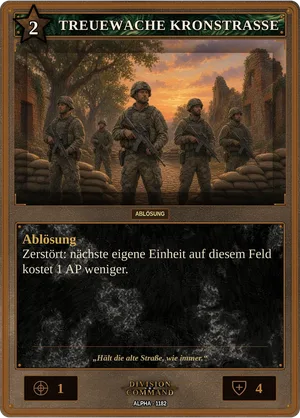 2
TREUEWACHE KRONSTRASSE
ABLÖSUNG
Ablösung
Zerstört: nächste eigene Einheit auf diesem Feld
kostet 1 AP weniger.
„Hält die alte Straße, wie immer.“
1
DIVISION
COMMAND
ALPHA 1182
4